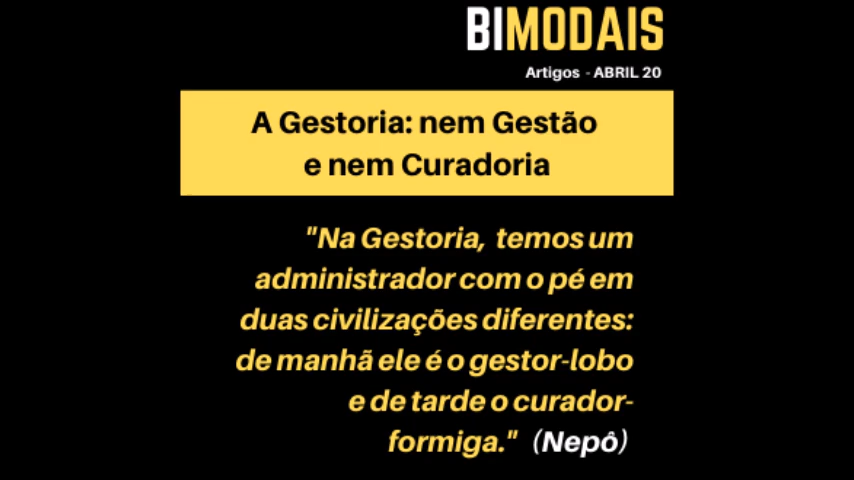 BIMODAIS
Artigos - ABRIL 20
A Gestoria: nem Gestão
e nem Curadoria
"Na Gestoria, temos um
administrador com o pé em
duas civilizações diferentes:
de manhã ele é o gestor-lobo
e de tarde o curador-
formiga." (Nepô)